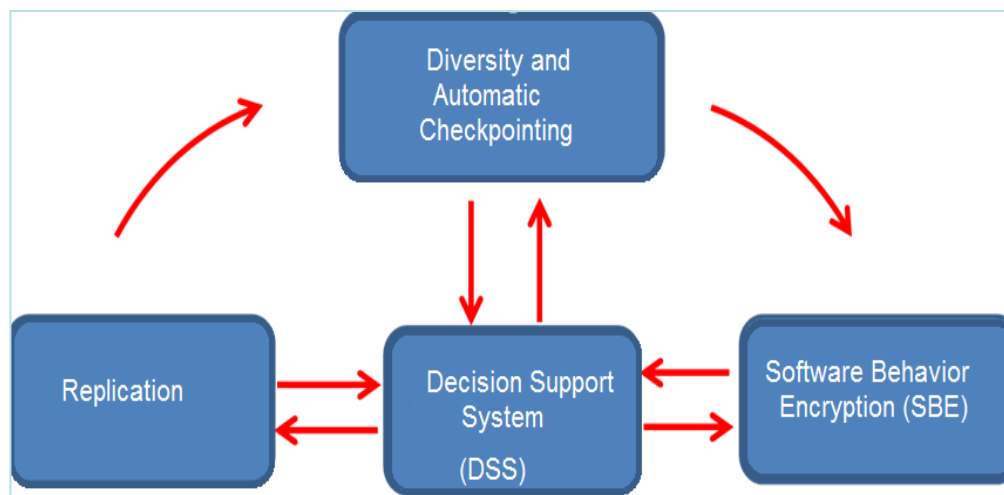 Diversity and
Automatic
Checkpointing
Replication
Decision Support
System
(DSS)
Software Behavior
Encryption (SBE)